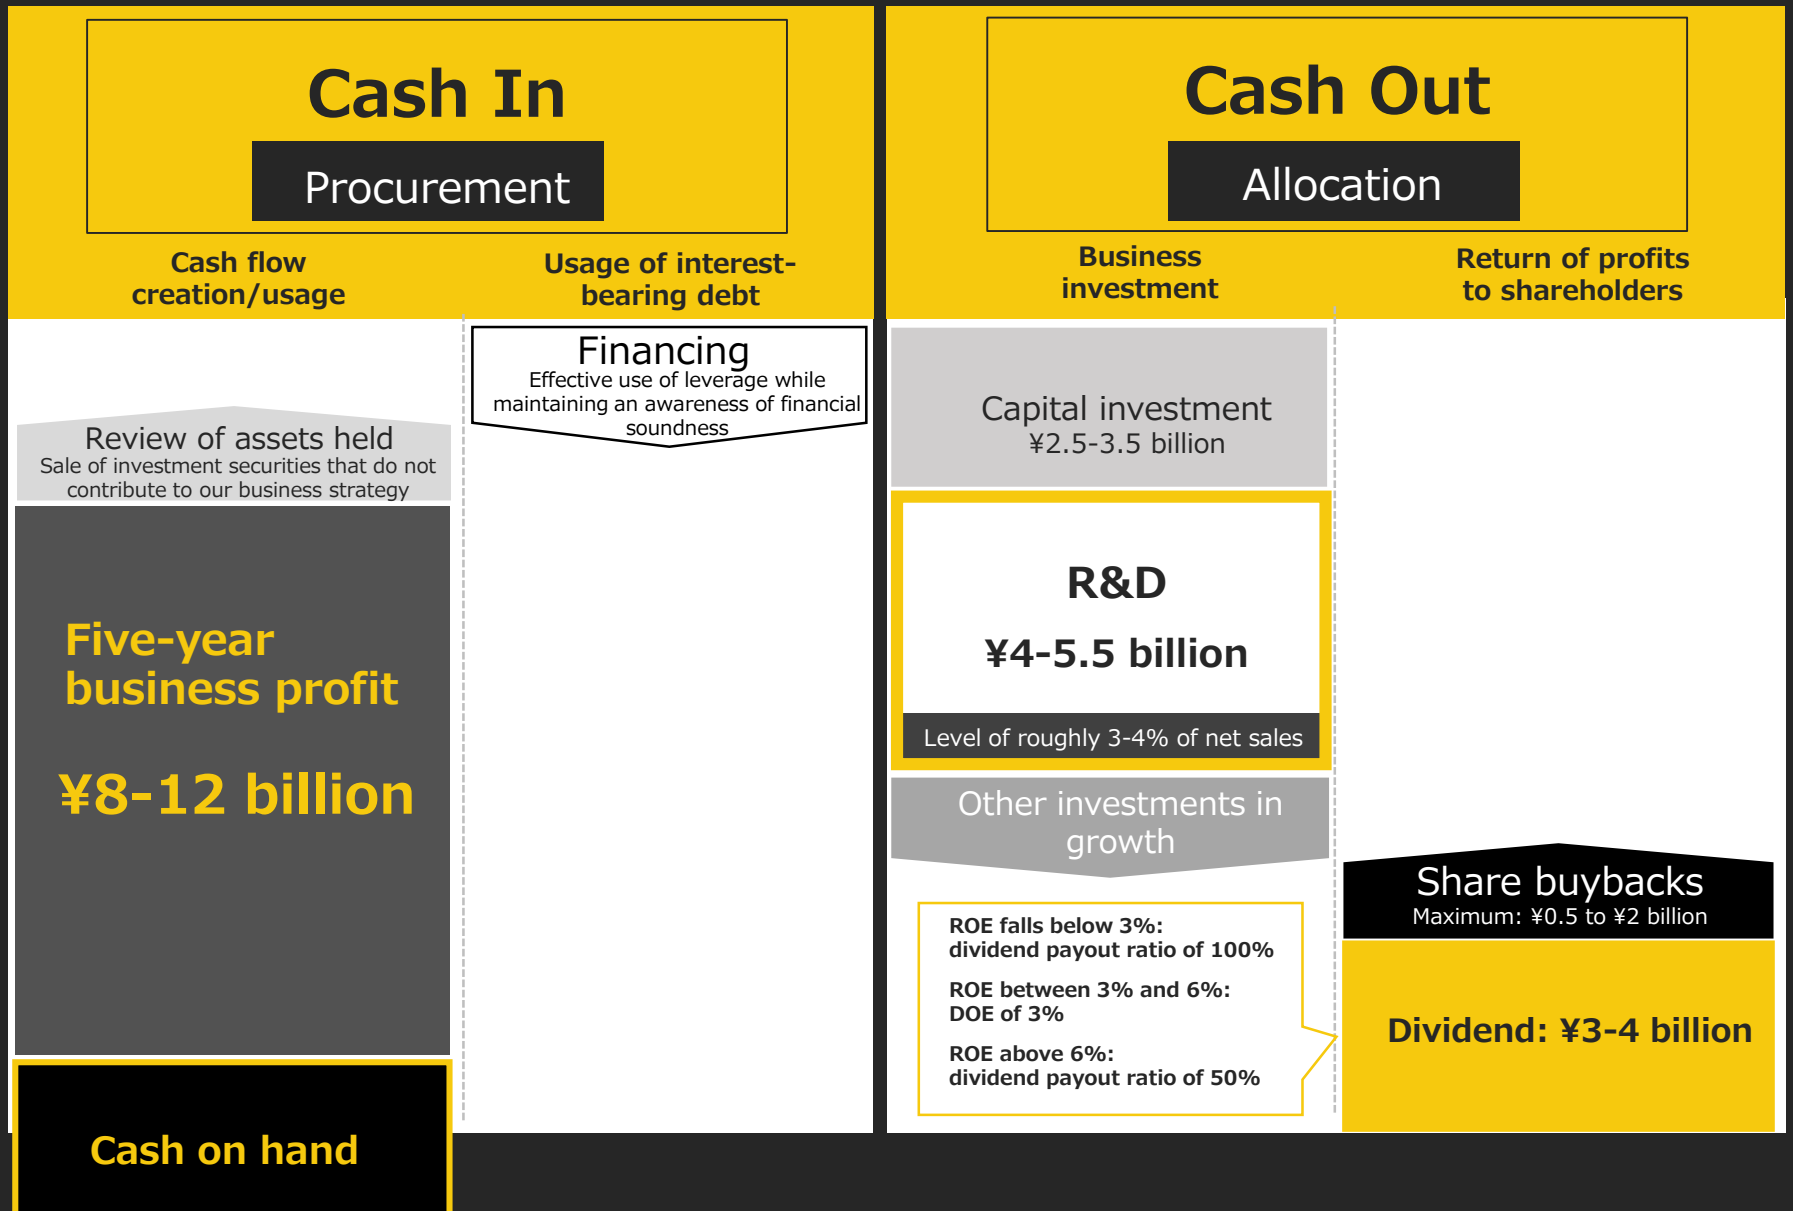 Cash In
Procurement
Cash flow
creation/usage
Usage of interest-
bearing debt
Financing
Effective use of leverage while
maintaining an awareness of financial
soundness
Review of assets held
Sale of investment securities that do not
contribute to our business strategy
Five-year
business profit
¥8-12 billion
Cash on hand
Cash Out
Allocation
Business
investment
Return of profits
to shareholders
Capital investment
¥2.5-3.5 billion
R&D
¥4-5.5 billion
Level of roughly 3-4% of net sales
Other investments in
growth
ROE falls below 3%:
dividend payout ratio of 100%
ROE between 3% and 6%:
DOE of 3%
ROE above 6%:
dividend payout ratio of 50%
Share buybacks
Maximum: ¥0.5 to ¥2 billion
Dividend: ¥3-4 billion